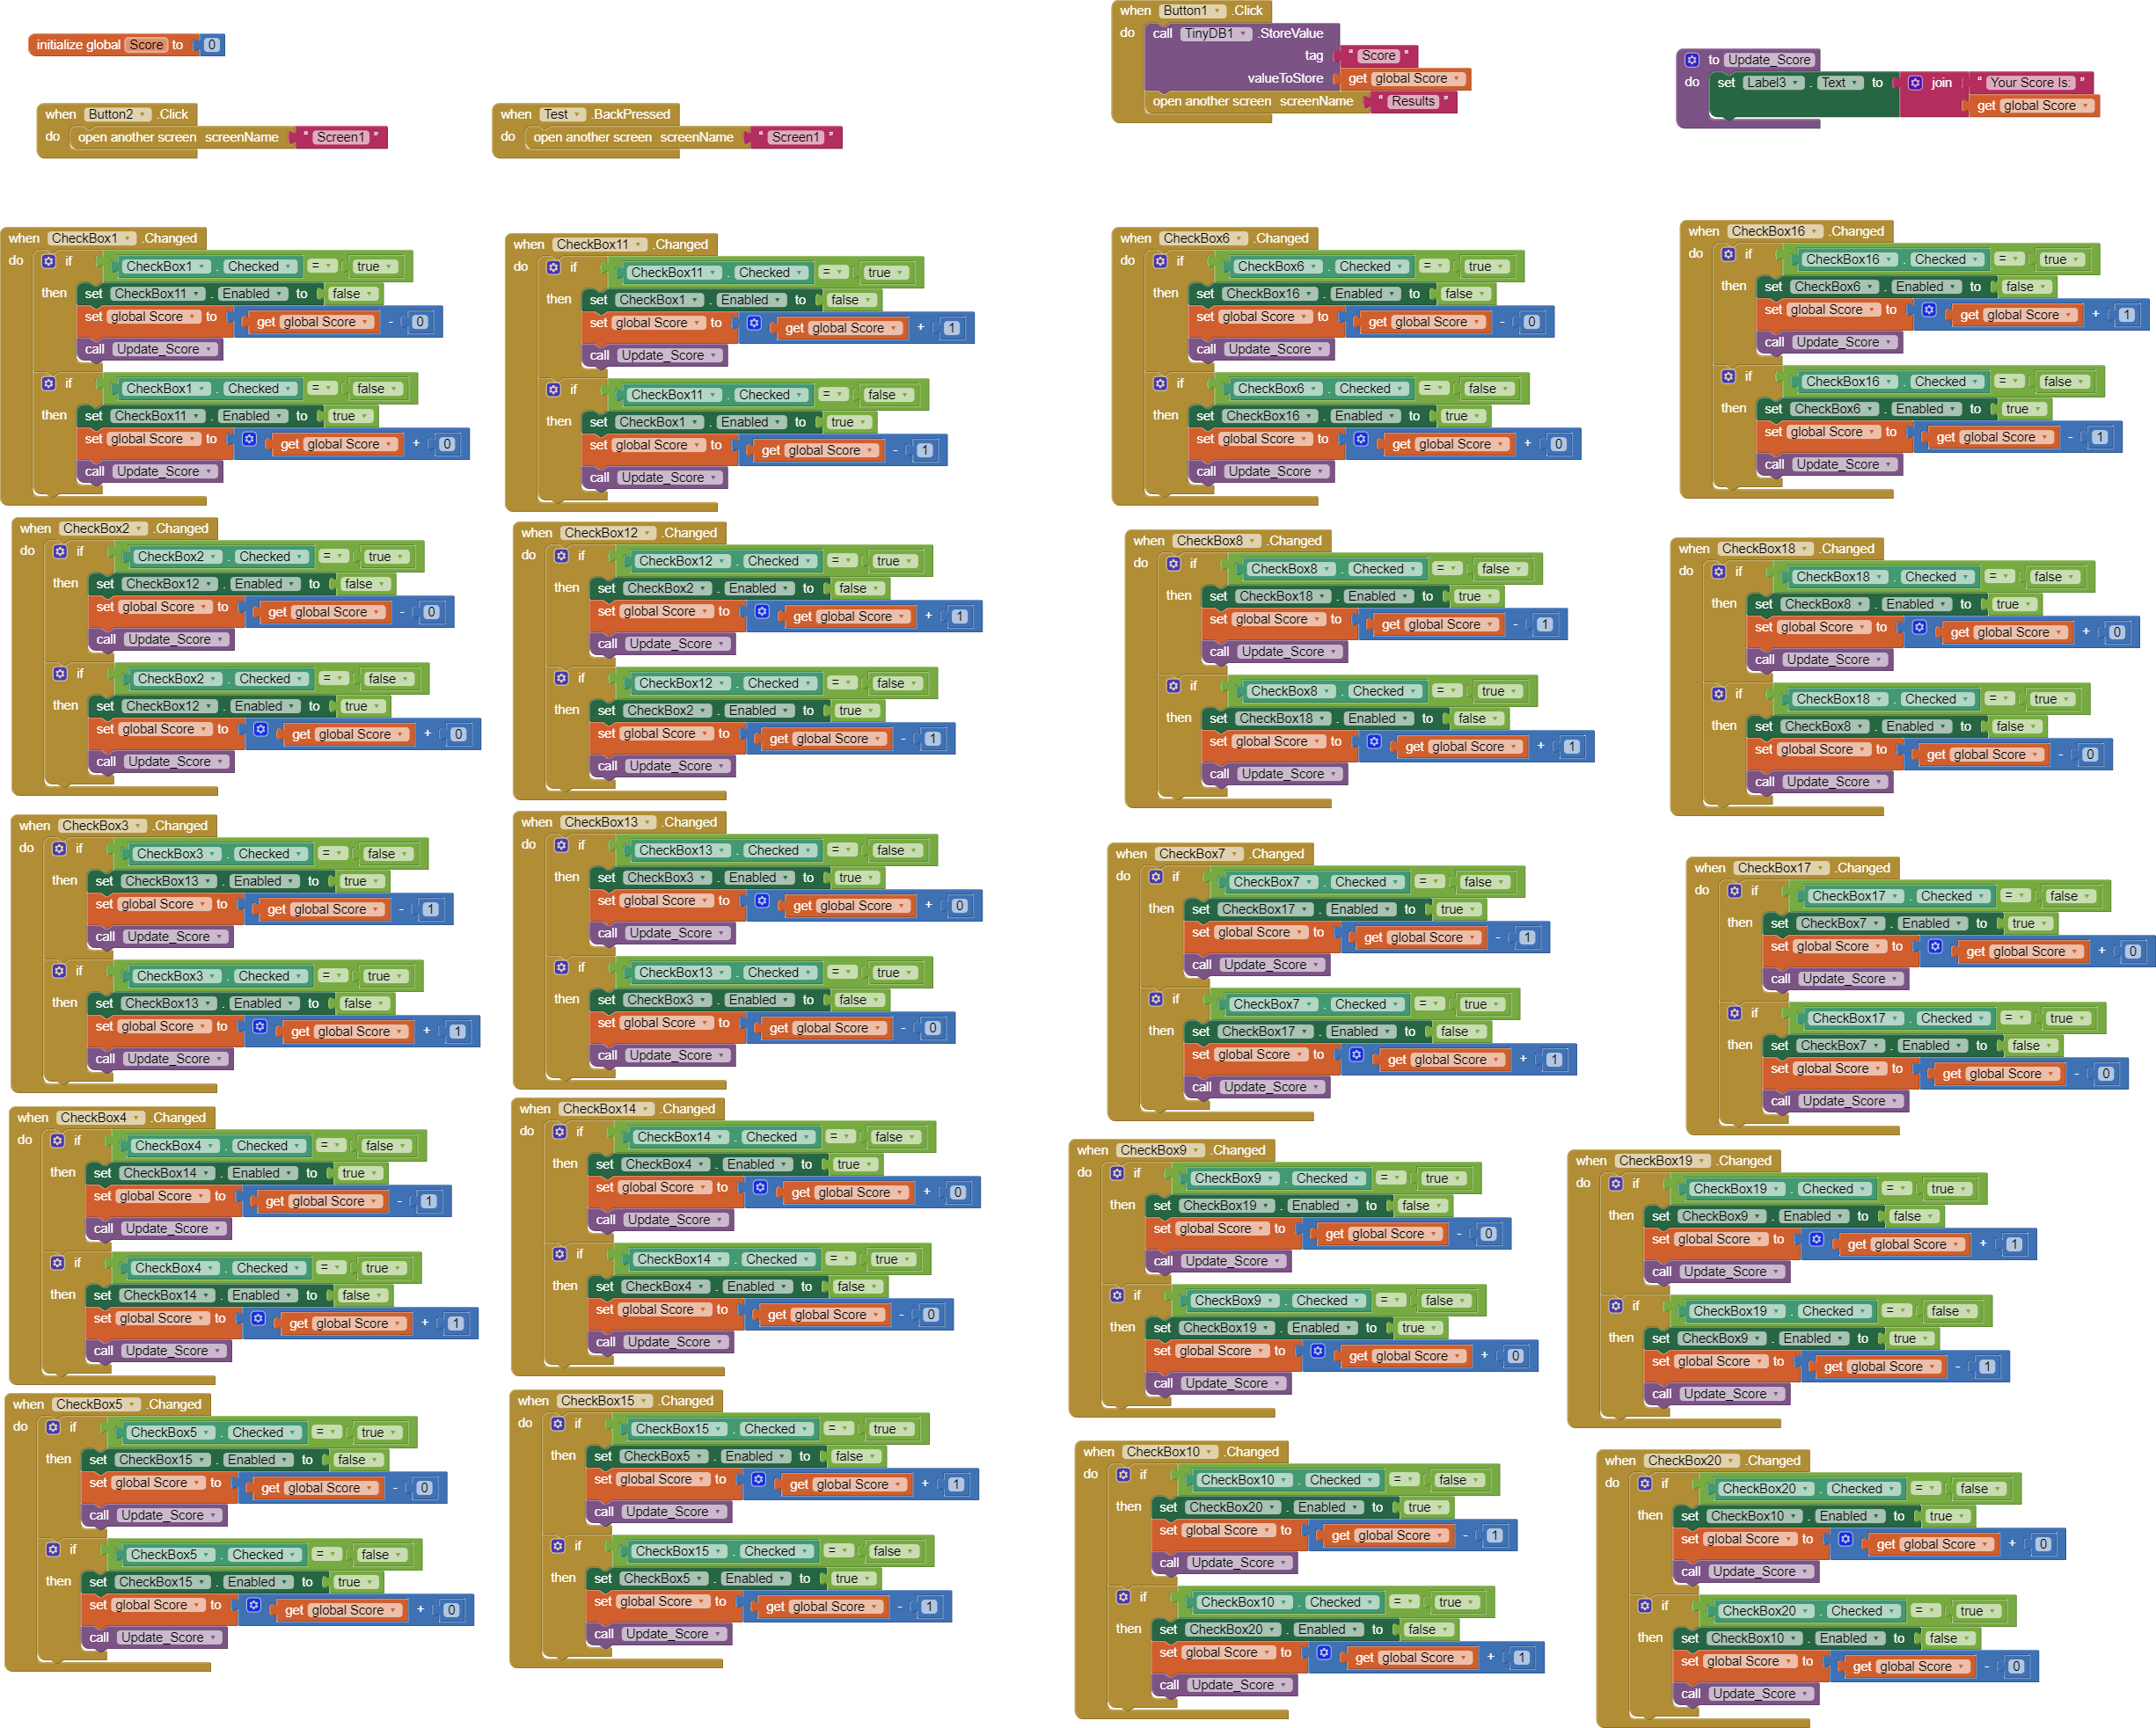 initialize global Score to 0
when Button2 .Click
do open another screen screenName " Screen1 "
when Test .BackPressed
do open another screen screenName " Screen1 "
when Button1 .Click
do call TinyDB1 .StoreValue
tag " Score "
valueToStore get global Score
open another screen screenName " Results "
to Update_Score
do set Label3 . Text to join " Your Score Is: "
get global Score
when CheckBox1 .Changed
do if CheckBox1 . Checked = true
then set CheckBox11 . Enabled to false
set global Score to get global Score - 0
call Update_Score
if CheckBox1 . Checked = false
then set CheckBox11 . Enabled to true
set global Score to get global Score + 0
call Update_Score
when CheckBox11 .Changed
do if CheckBox11 . Checked = true
then set CheckBox1 . Enabled to false
set global Score to get global Score + 1
call Update_Score
if CheckBox11 . Checked = false
then set CheckBox1 . Enabled to true
set global Score to get global Score - 1
call Update_Score
when CheckBox6 .Changed
do if CheckBox6 . Checked = true
then set CheckBox16 . Enabled to false
set global Score to get global Score - 0
call Update_Score
if CheckBox6 . Checked = false
then set CheckBox16 . Enabled to true
set global Score to get global Score + 0
call Update_Score
when CheckBox16 .Changed
do if CheckBox16 . Checked = true
then set CheckBox6 . Enabled to false
set global Score to get global Score + 1
call Update_Score
if CheckBox16 . Checked = false
then set CheckBox6 . Enabled to true
set global Score to get global Score - 1
call Update_Score
when CheckBox2 .Changed
do if CheckBox2 . Checked = true
then set CheckBox12 . Enabled to false
set global Score to get global Score - 0
call Update_Score
if CheckBox2 . Checked = false
then set CheckBox12 . Enabled to true
set global Score to get global Score + 0
call Update_Score
when CheckBox12 .Changed
do if CheckBox12 . Checked = true
then set CheckBox2 . Enabled to false
set global Score to get global Score + 1
call Update_Score
if CheckBox12 . Checked = false
then set CheckBox2 . Enabled to true
set global Score to get global Score - 1
call Update_Score
when CheckBox8 .Changed
do if CheckBox8 . Checked = false
then set CheckBox18 . Enabled to true
set global Score to get global Score - 1
call Update_Score
if CheckBox8 . Checked = true
then set CheckBox18 . Enabled to false
set global Score to get global Score + 1
call Update_Score
when CheckBox18 .Changed
do if CheckBox18 . Checked = false
then set CheckBox8 . Enabled to true
set global Score to get global Score + 0
call Update_Score
if CheckBox18 . Checked = true
then set CheckBox8 . Enabled to false
set global Score to get global Score - 0
call Update_Score
when CheckBox3 .Changed
do if CheckBox3 . Checked = false
then set CheckBox13 . Enabled to true
set global Score to get global Score - 1
call Update_Score
if CheckBox3 . Checked = true
then set CheckBox13 . Enabled to false
set global Score to get global Score + 1
call Update_Score
when CheckBox13 .Changed
do if CheckBox13 . Checked = false
then set CheckBox3 . Enabled to true
set global Score to get global Score + 0
call Update_Score
if CheckBox13 . Checked = true
then set CheckBox3 . Enabled to false
set global Score to get global Score - 0
call Update_Score
when CheckBox7 .Changed
do if CheckBox7 . Checked = false
then set CheckBox17 . Enabled to true
set global Score to get global Score - 1
call Update_Score
if CheckBox7 . Checked = true
then set CheckBox17 . Enabled to false
set global Score to get global Score + 1
call Update_Score
when CheckBox17 .Changed
do if CheckBox17 . Checked = false
then set CheckBox7 . Enabled to true
set global Score to get global Score + 0
call Update_Score
if CheckBox17 . Checked = true
then set CheckBox7 . Enabled to false
set global Score to get global Score - 0
call Update_Score
when CheckBox4 .Changed
do if CheckBox4 . Checked = false
then set CheckBox14 . Enabled to true
set global Score to get global Score - 1
call Update_Score
if CheckBox4 . Checked = true
then set CheckBox14 . Enabled to false
set global Score to get global Score + 1
call Update_Score
when CheckBox14 .Changed
do if CheckBox14 . Checked = false
then set CheckBox4 . Enabled to true
set global Score to get global Score + 0
call Update_Score
if CheckBox14 . Checked = true
then set CheckBox4 . Enabled to false
set global Score to get global Score - 0
call Update_Score
when CheckBox9 .Changed
do if CheckBox9 . Checked = true
then set CheckBox19 . Enabled to false
set global Score to get global Score - 0
call Update_Score
if CheckBox9 . Checked = false
then set CheckBox19 . Enabled to true
set global Score to get global Score + 0
call Update_Score
when CheckBox19 .Changed
do if CheckBox19 . Checked = true
then set CheckBox9 . Enabled to false
set global Score to get global Score + 1
call Update_Score
if CheckBox19 . Checked = false
then set CheckBox9 . Enabled to true
set global Score to get global Score - 1
call Update_Score
when CheckBox5 .Changed
do if CheckBox5 . Checked = true
then set CheckBox15 . Enabled to false
set global Score to get global Score - 0
call Update_Score
if CheckBox5 . Checked = false
then set CheckBox15 . Enabled to true
set global Score to get global Score + 0
call Update_Score
when CheckBox15 .Changed
do if CheckBox15 . Checked = true
then set CheckBox5 . Enabled to false
set global Score to get global Score + 1
call Update_Score
if CheckBox15 . Checked = false
then set CheckBox5 . Enabled to true
set global Score to get global Score - 1
call Update_Score
when CheckBox10 .Changed
do if CheckBox10 . Checked = false
then set CheckBox20 . Enabled to true
set global Score to get global Score - 1
call Update_Score
if CheckBox10 . Checked = true
then set CheckBox20 . Enabled to false
set global Score to get global Score + 1
call Update_Score
when CheckBox20 .Changed
do if CheckBox20 . Checked = false
then set CheckBox10 . Enabled to true
set global Score to get global Score + 0
call Update_Score
if CheckBox20 . Checked = true
then set CheckBox10 . Enabled to false
set global Score to get global Score - 0
call Update_Score